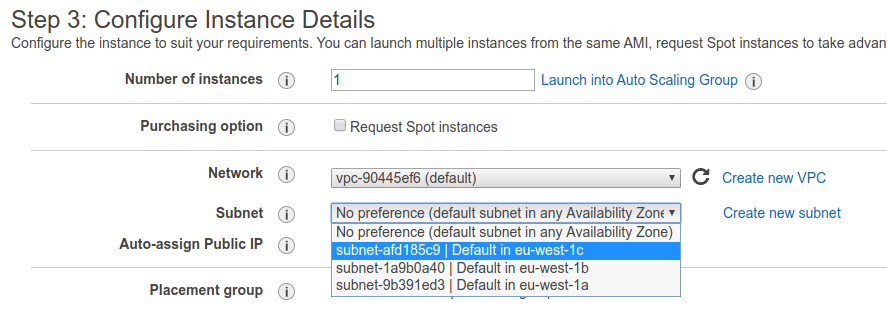 Step 3: Configure Instance Details
Configure the instance to suit your requirements. You can launch multiple instances from the same AMI, request Spot instances to take advan
Number of instances i 1 Launch into Auto Scaling Group i
Purchasing option i Request Spot instances
Network i vpc-90445ef6 (default) Create new VPC
Subnet i No preference (default subnet in any Availability Zone Create new subnet
No preference (default subnet in any Availability Zone)
Auto-assign Public IP i subnet-afd185c9 | Default in eu-west-1c
subnet-1a9b0a40 | Default in eu-west-1b
Placement group i subnet-9b391ed3 | Default in eu-west-1a